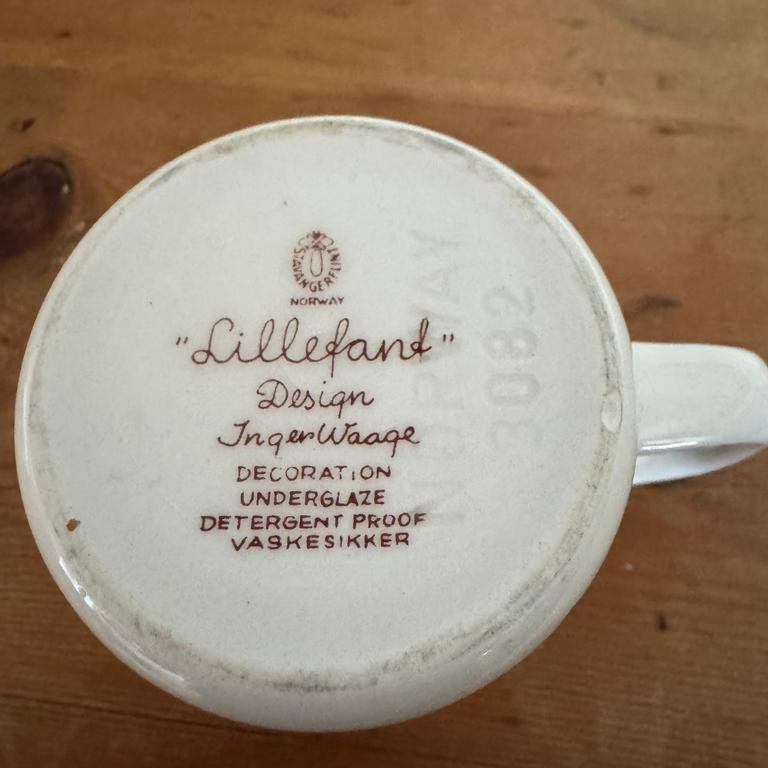 STAVANGERFLINT
NORWAY
"Lillefant"
Design
Inger Waage
DECORATION
UNDERGLAZE
DETERGENT PROOF
VASKESIKKER
NORWAY
3082